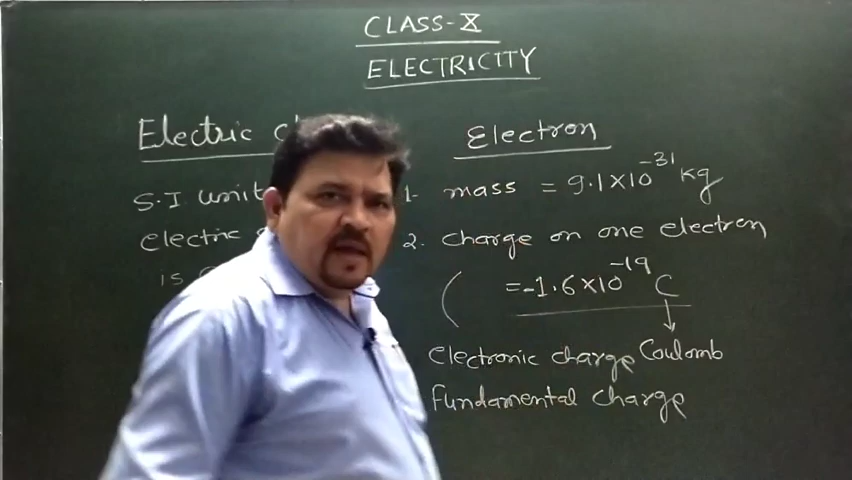 CLASS-X
ELECTRICITY
Electric
S.I unit
electric
is
Electron
1. mass = 9.1×10⁻³¹ kg
2. charge on one electron
( = -1.6×10⁻¹⁹ C
↓
electronic charge Coulomb
Fundamental charge